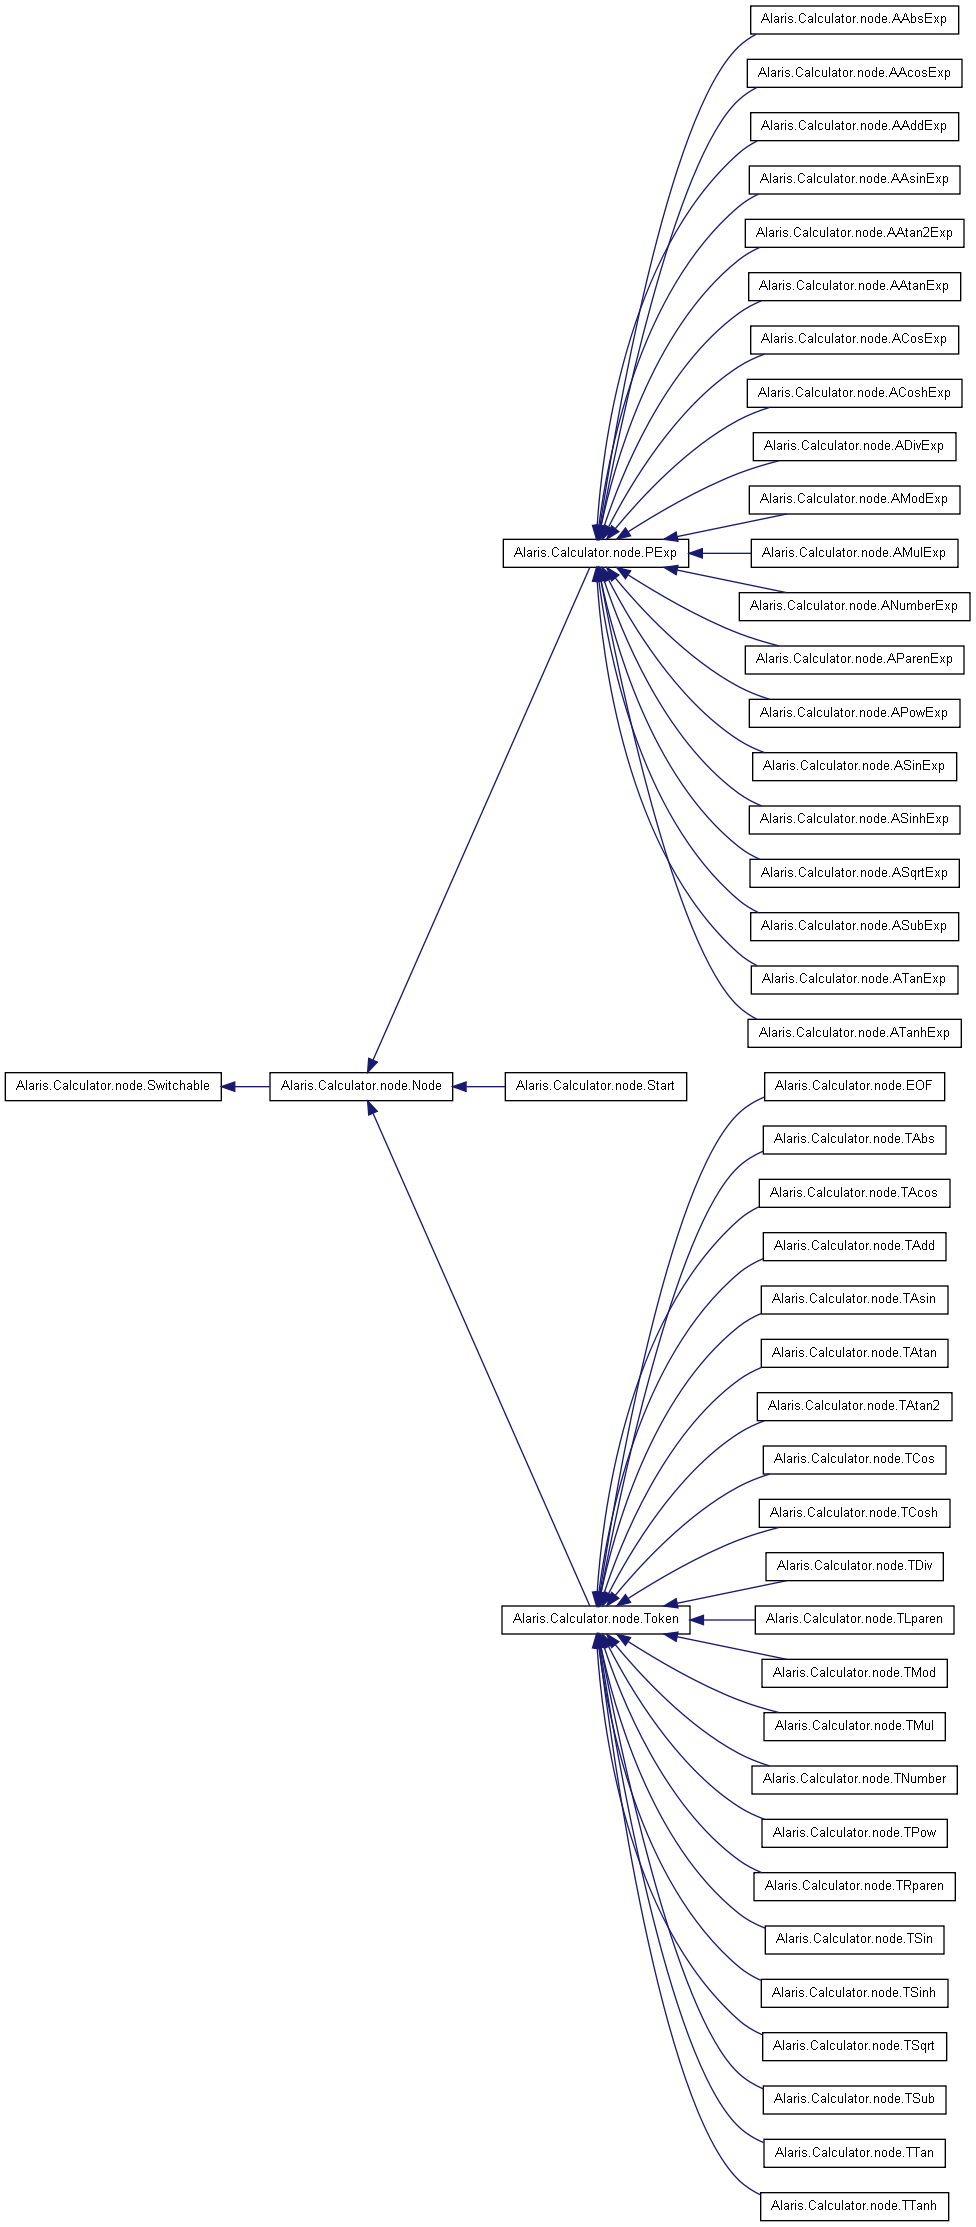 Alaris.Calculator.node.AAbsExp
Alaris.Calculator.node.AAcosExp
Alaris.Calculator.node.AAddExp
Alaris.Calculator.node.AAsinExp
Alaris.Calculator.node.AAtan2Exp
Alaris.Calculator.node.AAtanExp
Alaris.Calculator.node.ACosExp
Alaris.Calculator.node.ACoshExp
Alaris.Calculator.node.ADivExp
Alaris.Calculator.node.AModExp
Alaris.Calculator.node.PExp
Alaris.Calculator.node.AMulExp
Alaris.Calculator.node.ANumberExp
Alaris.Calculator.node.AParenExp
Alaris.Calculator.node.APowExp
Alaris.Calculator.node.ASinExp
Alaris.Calculator.node.ASinhExp
Alaris.Calculator.node.ASqrtExp
Alaris.Calculator.node.ASubExp
Alaris.Calculator.node.ATanExp
Alaris.Calculator.node.ATanhExp
Alaris.Calculator.node.Switchable
Alaris.Calculator.node.Node
Alaris.Calculator.node.Start
Alaris.Calculator.node.EOF
Alaris.Calculator.node.TAbs
Alaris.Calculator.node.TAcos
Alaris.Calculator.node.TAdd
Alaris.Calculator.node.TAsin
Alaris.Calculator.node.TAtan
Alaris.Calculator.node.TAtan2
Alaris.Calculator.node.TCos
Alaris.Calculator.node.TCosh
Alaris.Calculator.node.TDiv
Alaris.Calculator.node.Token
Alaris.Calculator.node.TLparen
Alaris.Calculator.node.TMod
Alaris.Calculator.node.TMul
Alaris.Calculator.node.TNumber
Alaris.Calculator.node.TPow
Alaris.Calculator.node.TRparen
Alaris.Calculator.node.TSin
Alaris.Calculator.node.TSinh
Alaris.Calculator.node.TSqrt
Alaris.Calculator.node.TSub
Alaris.Calculator.node.TTan
Alaris.Calculator.node.TTanh